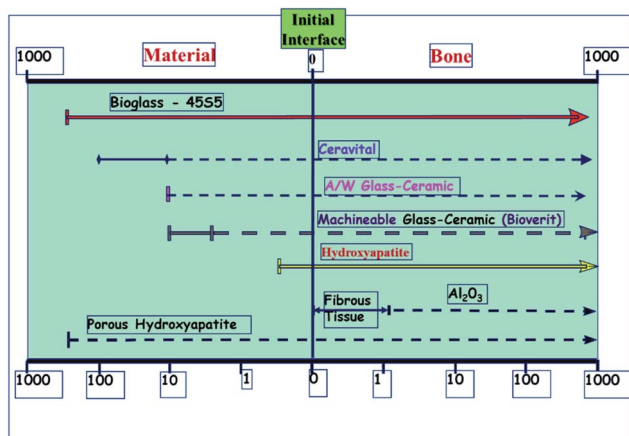 Initial
Interface
Material
Bone
1000
0
1000
Bioglass - 45S5
Ceravital
A/W Glass-Ceramic
Machineable Glass-Ceramic (Bioverit)
Hydroxyapatite
Al₂O₃
Fibrous
Tissue
Porous Hydroxyapatite
1000 100 10 1 0 1 10 100 1000